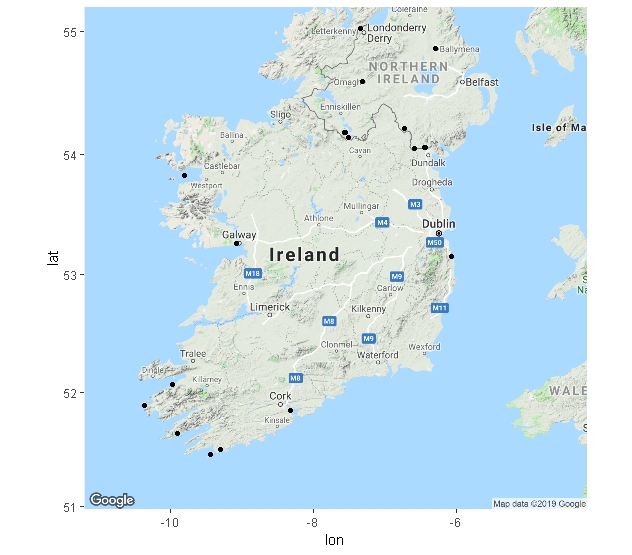 Coleraine
55
Letterkenny
Londonderry
Derry
Ballymena
NORTHERN
IRELAND
Omagh
Belfast
Enniskillen
Sligo
Isle of Ma
Ballina
54
Cavan
Dundalk
Castlebar
Westport
Drogheda
M3
Mullingar
Athlone
M4
Dublin
Galway
M50
Ireland
lat
53
M18
M9
Ennis
Carlow
N
Limerick
Kilkenny
M11
M8
M9
Clonmel
Wexford
Tralee
Waterford
Dingle
Killarney
M8
52
WALE
Cork
Kinsale
S
51
Google
Map data ©2019 Google
-10
-8
-6
lon